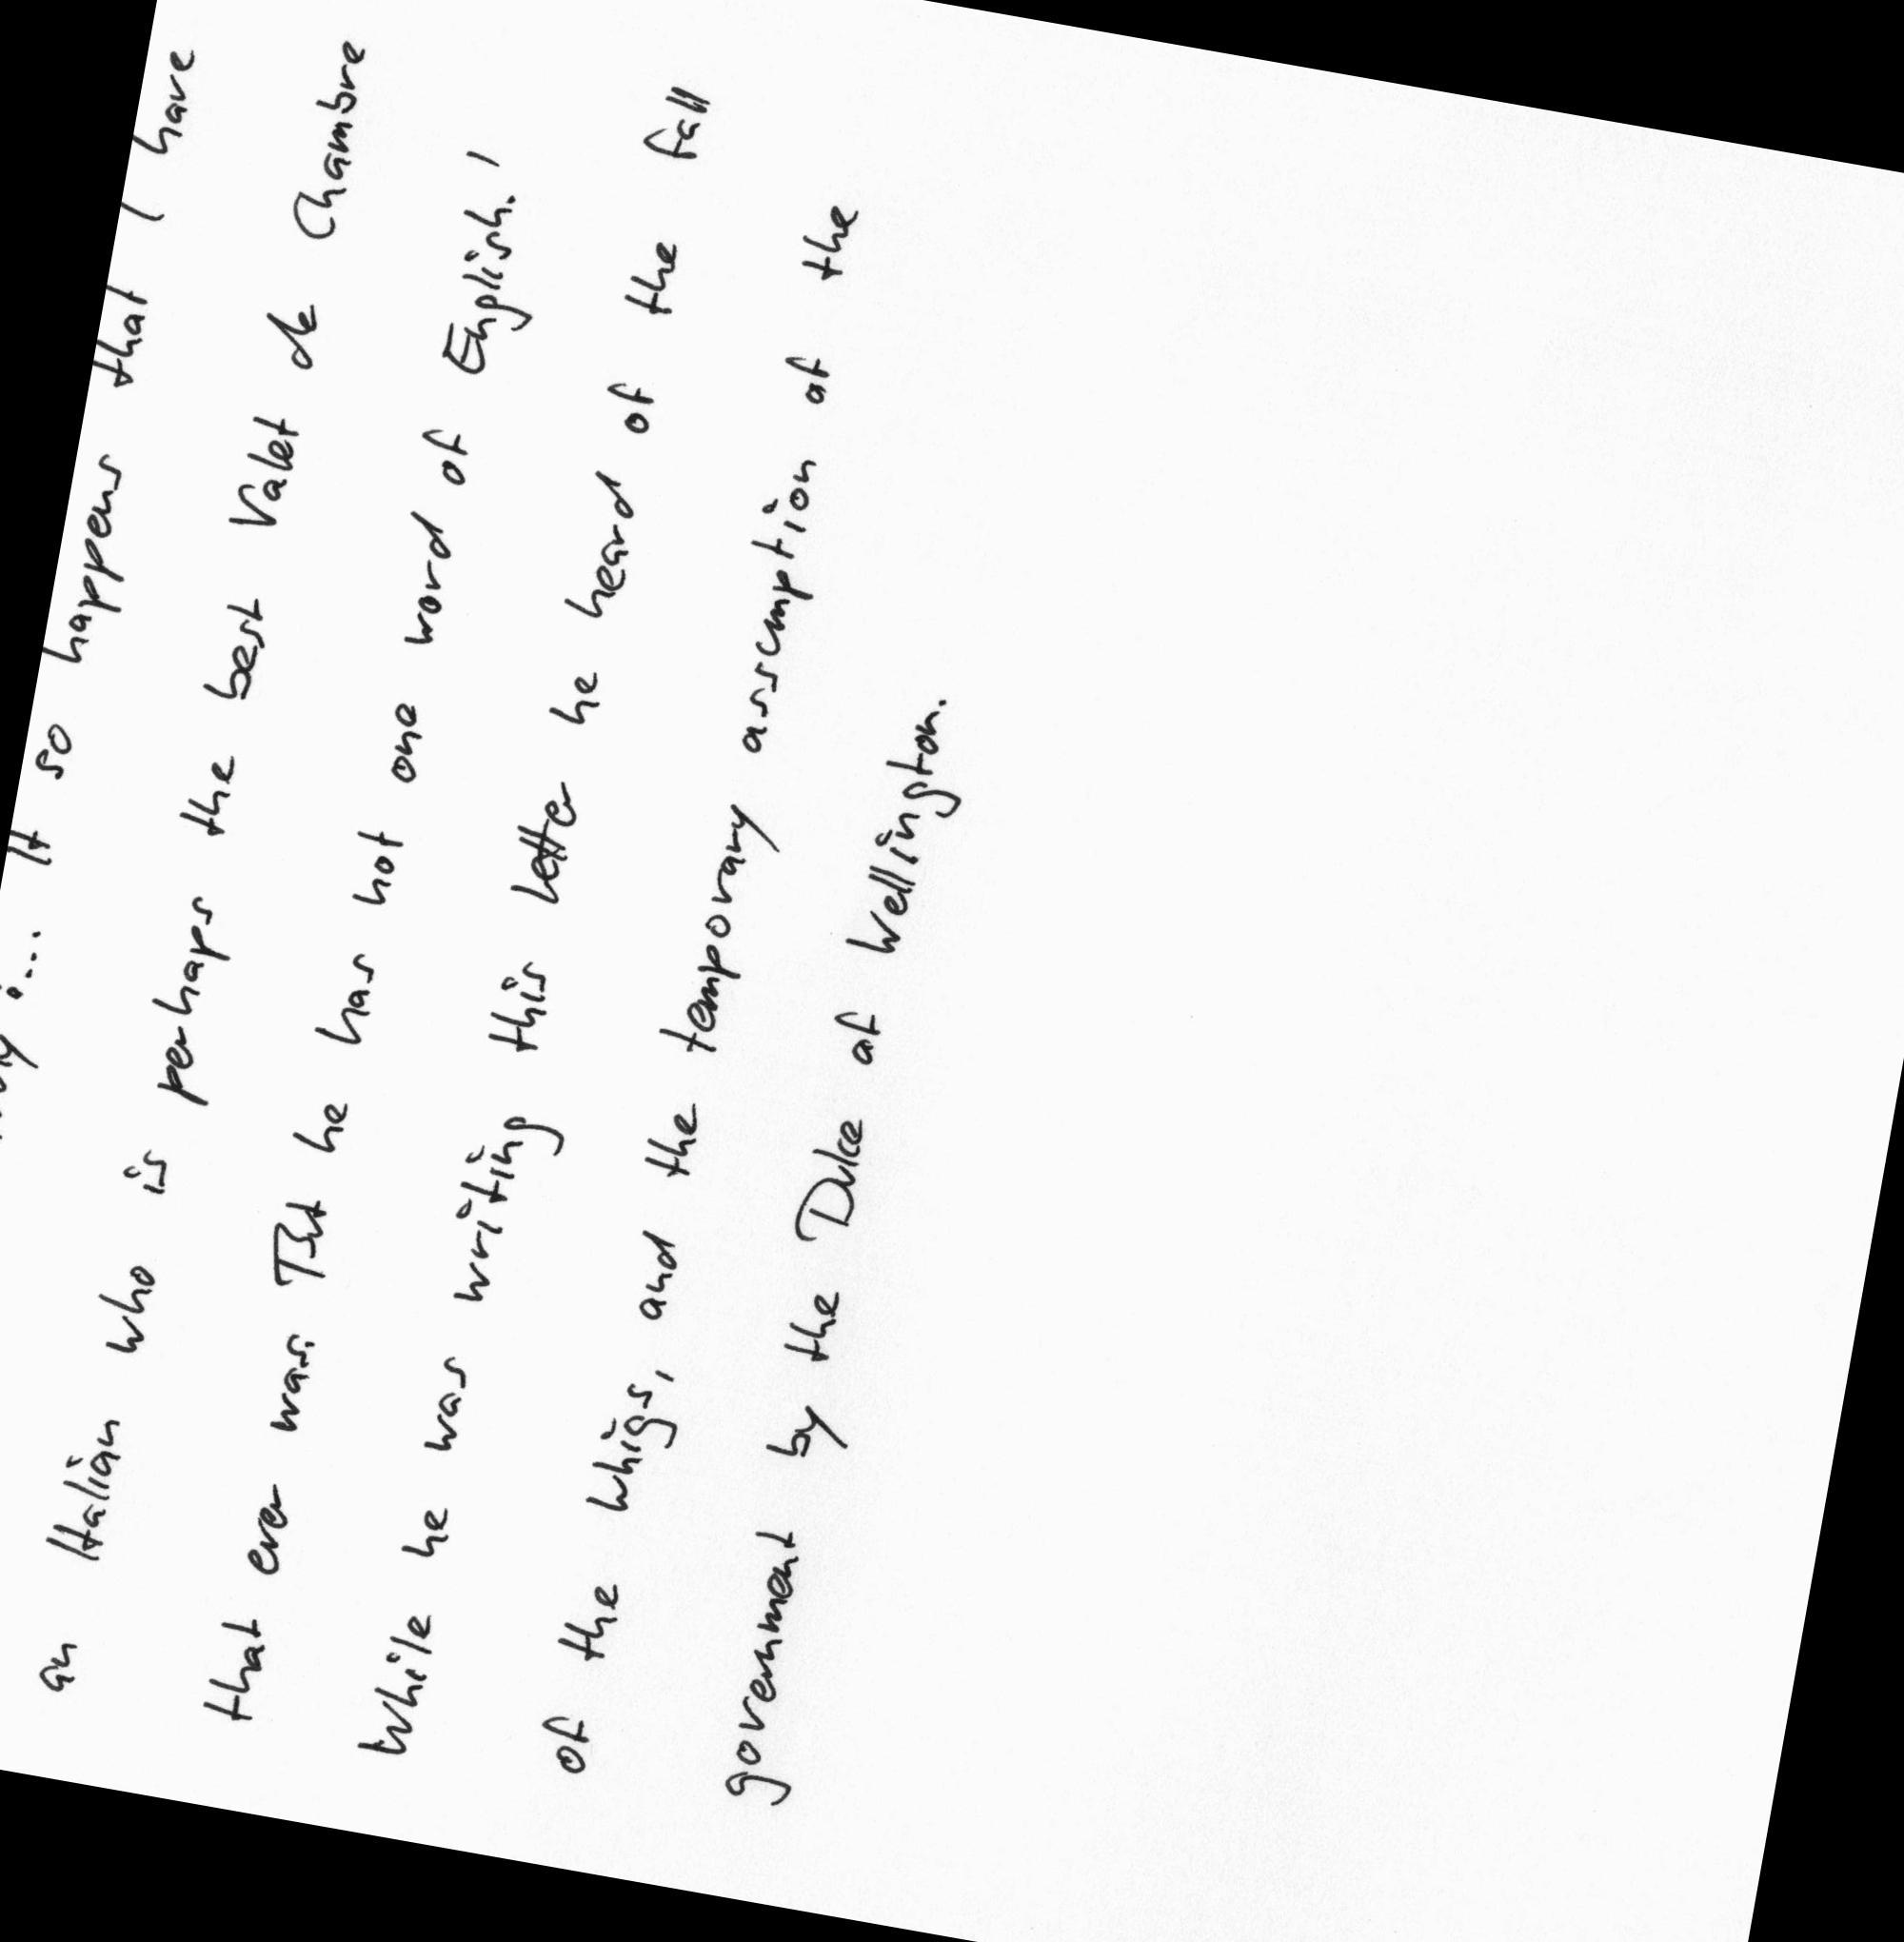 ... It so happens that I have
an Italian who is perhaps the best Valet de Chambre
that ever was. But he has not one word of English.'
While he was writing this letter he heard of the fall
of the Whigs, and the temporary assumption of the
government by the Duke of Wellington.